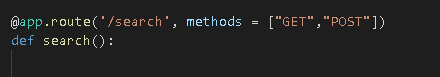 @app.route('/search', methods = ["GET","POST"])
def search():